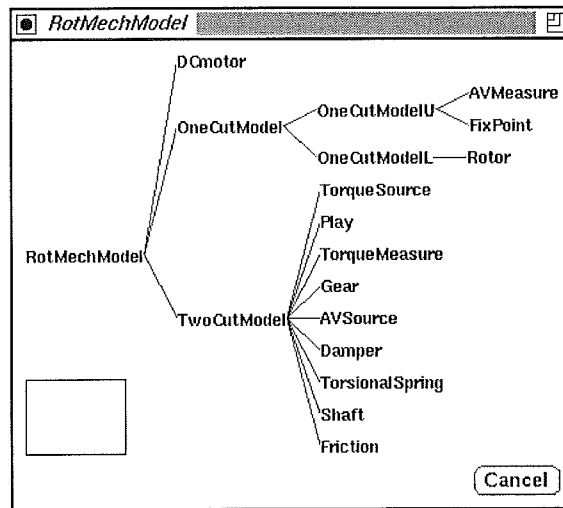 RotMechModel
DCmotor
AVMeasure
OneCutModelU
OneCutModel
FixPoint
OneCutModelL
Rotor
TorqueSource
Play
TorqueMeasure
RotMechModel
Gear
TwoCutModel
AVSource
Damper
TorsionalSpring
Shaft
Friction
Cancel